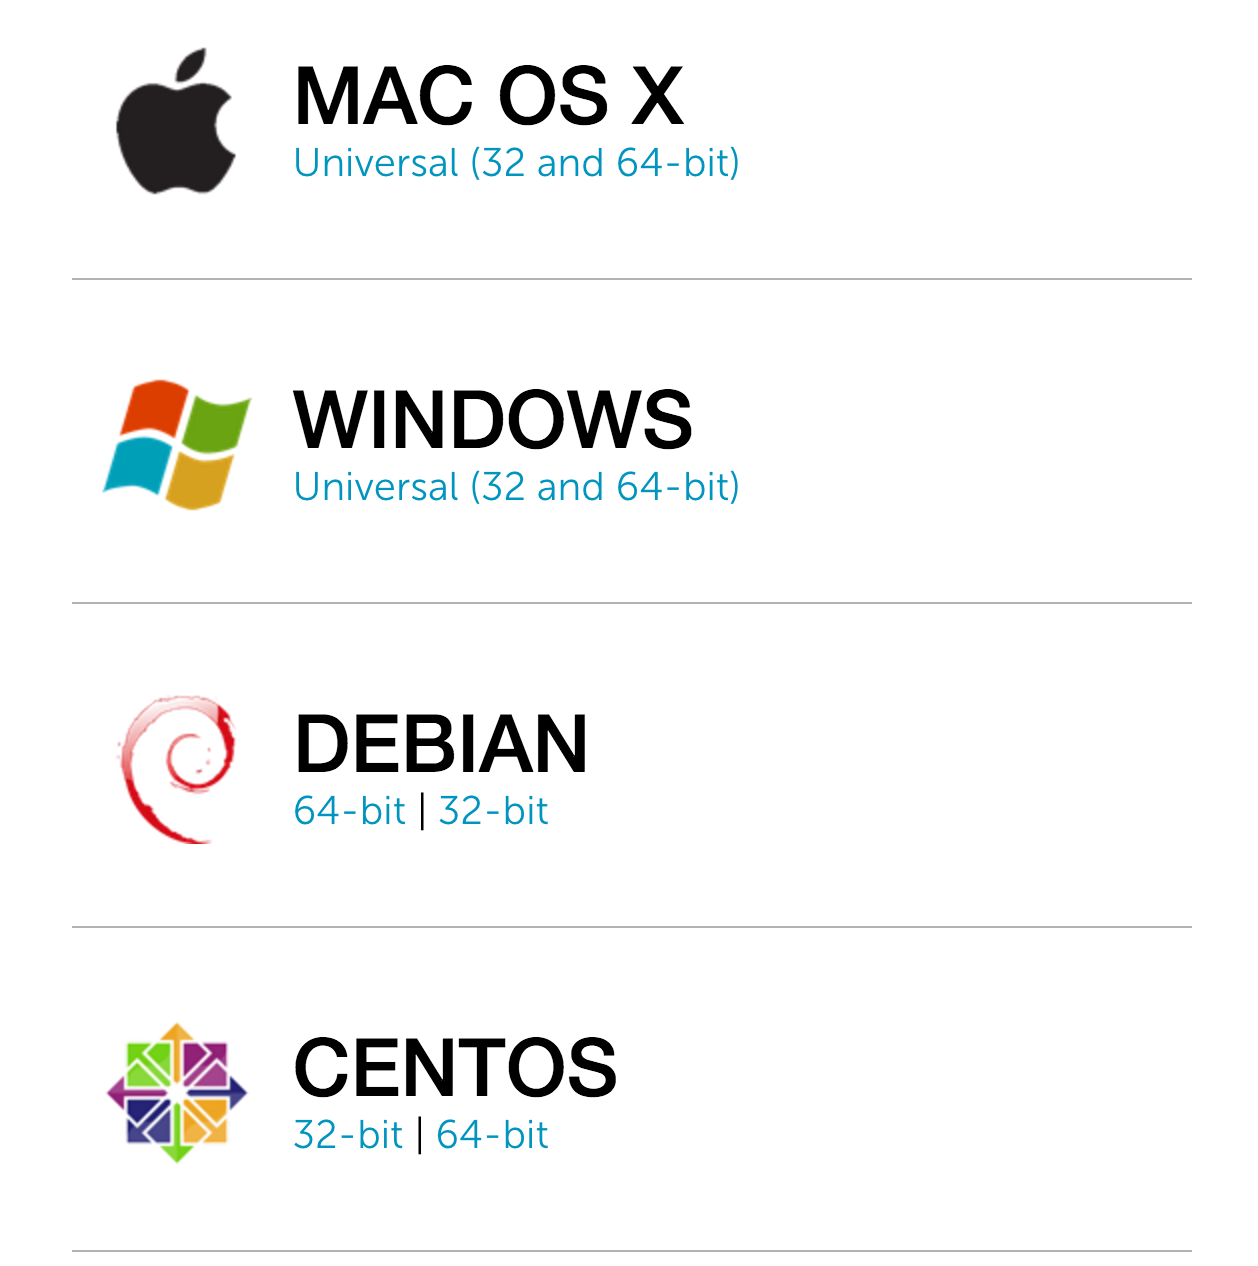 MAC OS X
Universal (32 and 64-bit)
WINDOWS
Universal (32 and 64-bit)
DEBIAN
64-bit | 32-bit
CENTOS
32-bit | 64-bit